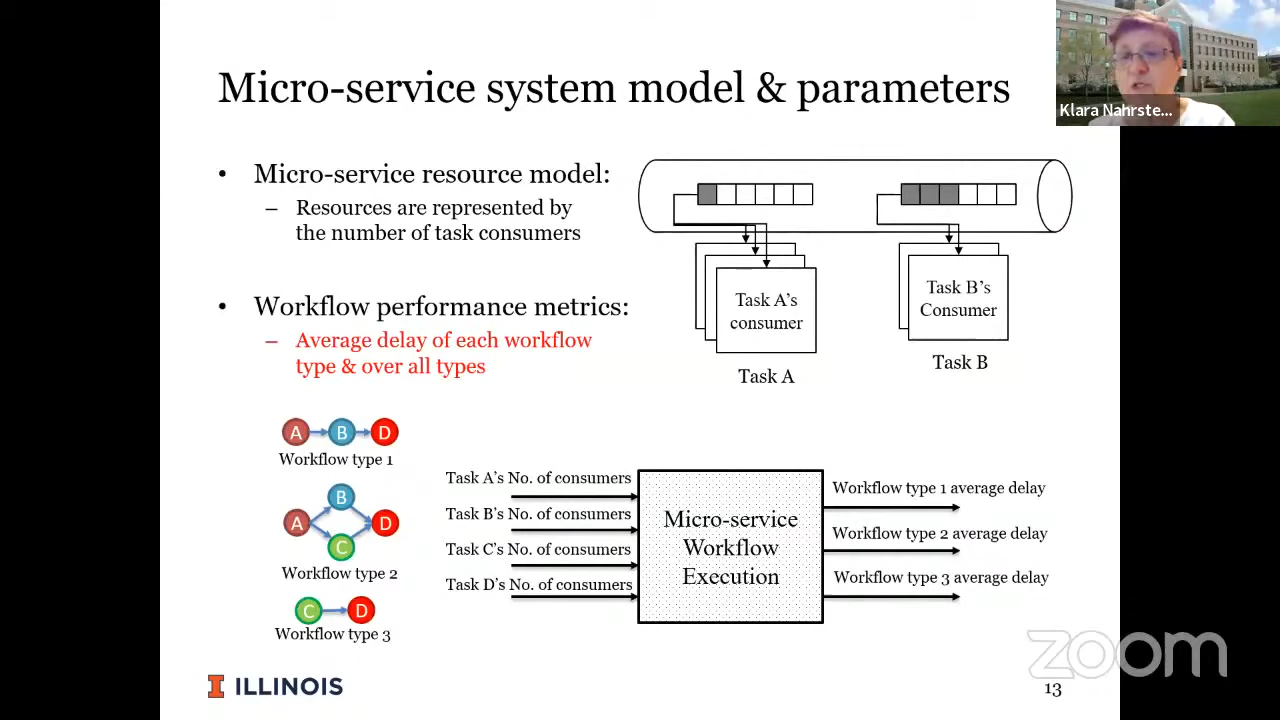 Micro-service system model & parameters
Klara Nahrste...
• Micro-service resource model:
– Resources are represented by
the number of task consumers
• Workflow performance metrics:
– Average delay of each workflow
type & over all types
Task A's
consumer
Task A
Task B's
Consumer
Task B
A
B
D
Workflow type 1
B
A
D
C
Workflow type 2
C
D
Workflow type 3
Task A's No. of consumers
Task B's No. of consumers
Task C's No. of consumers
Task D's No. of consumers
Micro-service
Workflow
Execution
Workflow type 1 average delay
Workflow type 2 average delay
Workflow type 3 average delay
I ILLINOIS
zoom
13